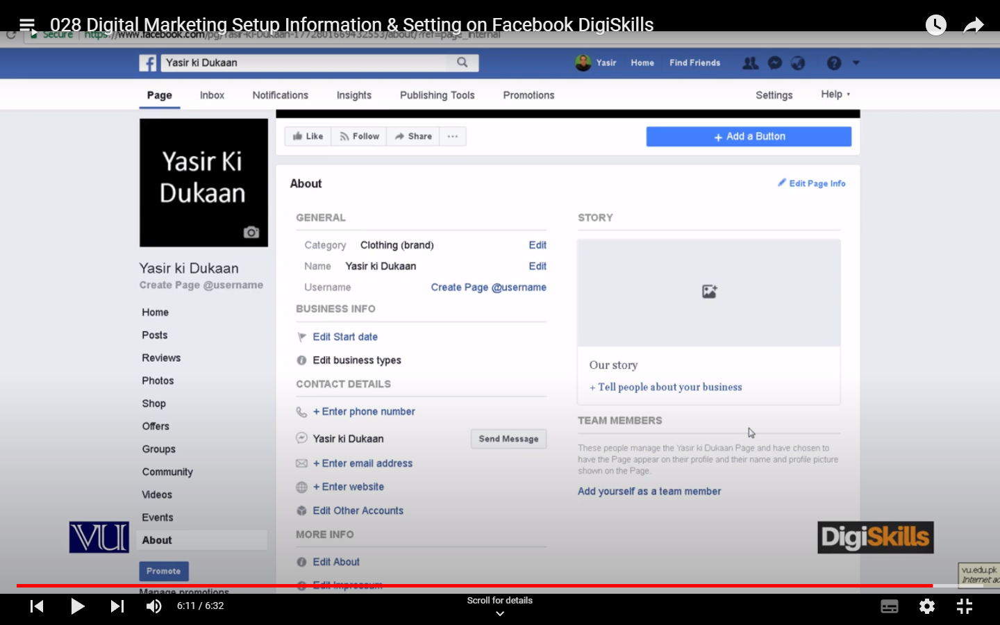 028 Digital Marketing Setup Information & Setting on Facebook DigiSkills
Secure https://www.facebook.com/pg/Yasir-ki-Dukaan-1772801669432553/about/?ref=page_internal
Yasir ki Dukaan
Yasir Home Find Friends
Page Inbox Notifications Insights Publishing Tools Promotions Settings Help
Yasir Ki
Dukaan
Like Follow Share ...
+ Add a Button
About
Edit Page Info
GENERAL
Category Clothing (brand) Edit
Name Yasir ki Dukaan Edit
Username Create Page @username
BUSINESS INFO
Edit Start date
Edit business types
CONTACT DETAILS
+ Enter phone number
Yasir ki Dukaan Send Message
+ Enter email address
+ Enter website
Edit Other Accounts
MORE INFO
Edit About
Edit Impressum
STORY
Our story
+ Tell people about your business
TEAM MEMBERS
These people manage the Yasir ki Dukaan Page and have chosen to
have the Page appear on their profile and their name and profile picture
shown on the Page.
Add yourself as a team member
Yasir ki Dukaan
Create Page @username
Home
Posts
Reviews
Photos
Shop
Offers
Groups
Community
Videos
Events
About
Promote
Manage promotions
VU
DigiSkills
vu.edu.pk
Internet ac
6:11 / 6:32
Scroll for details